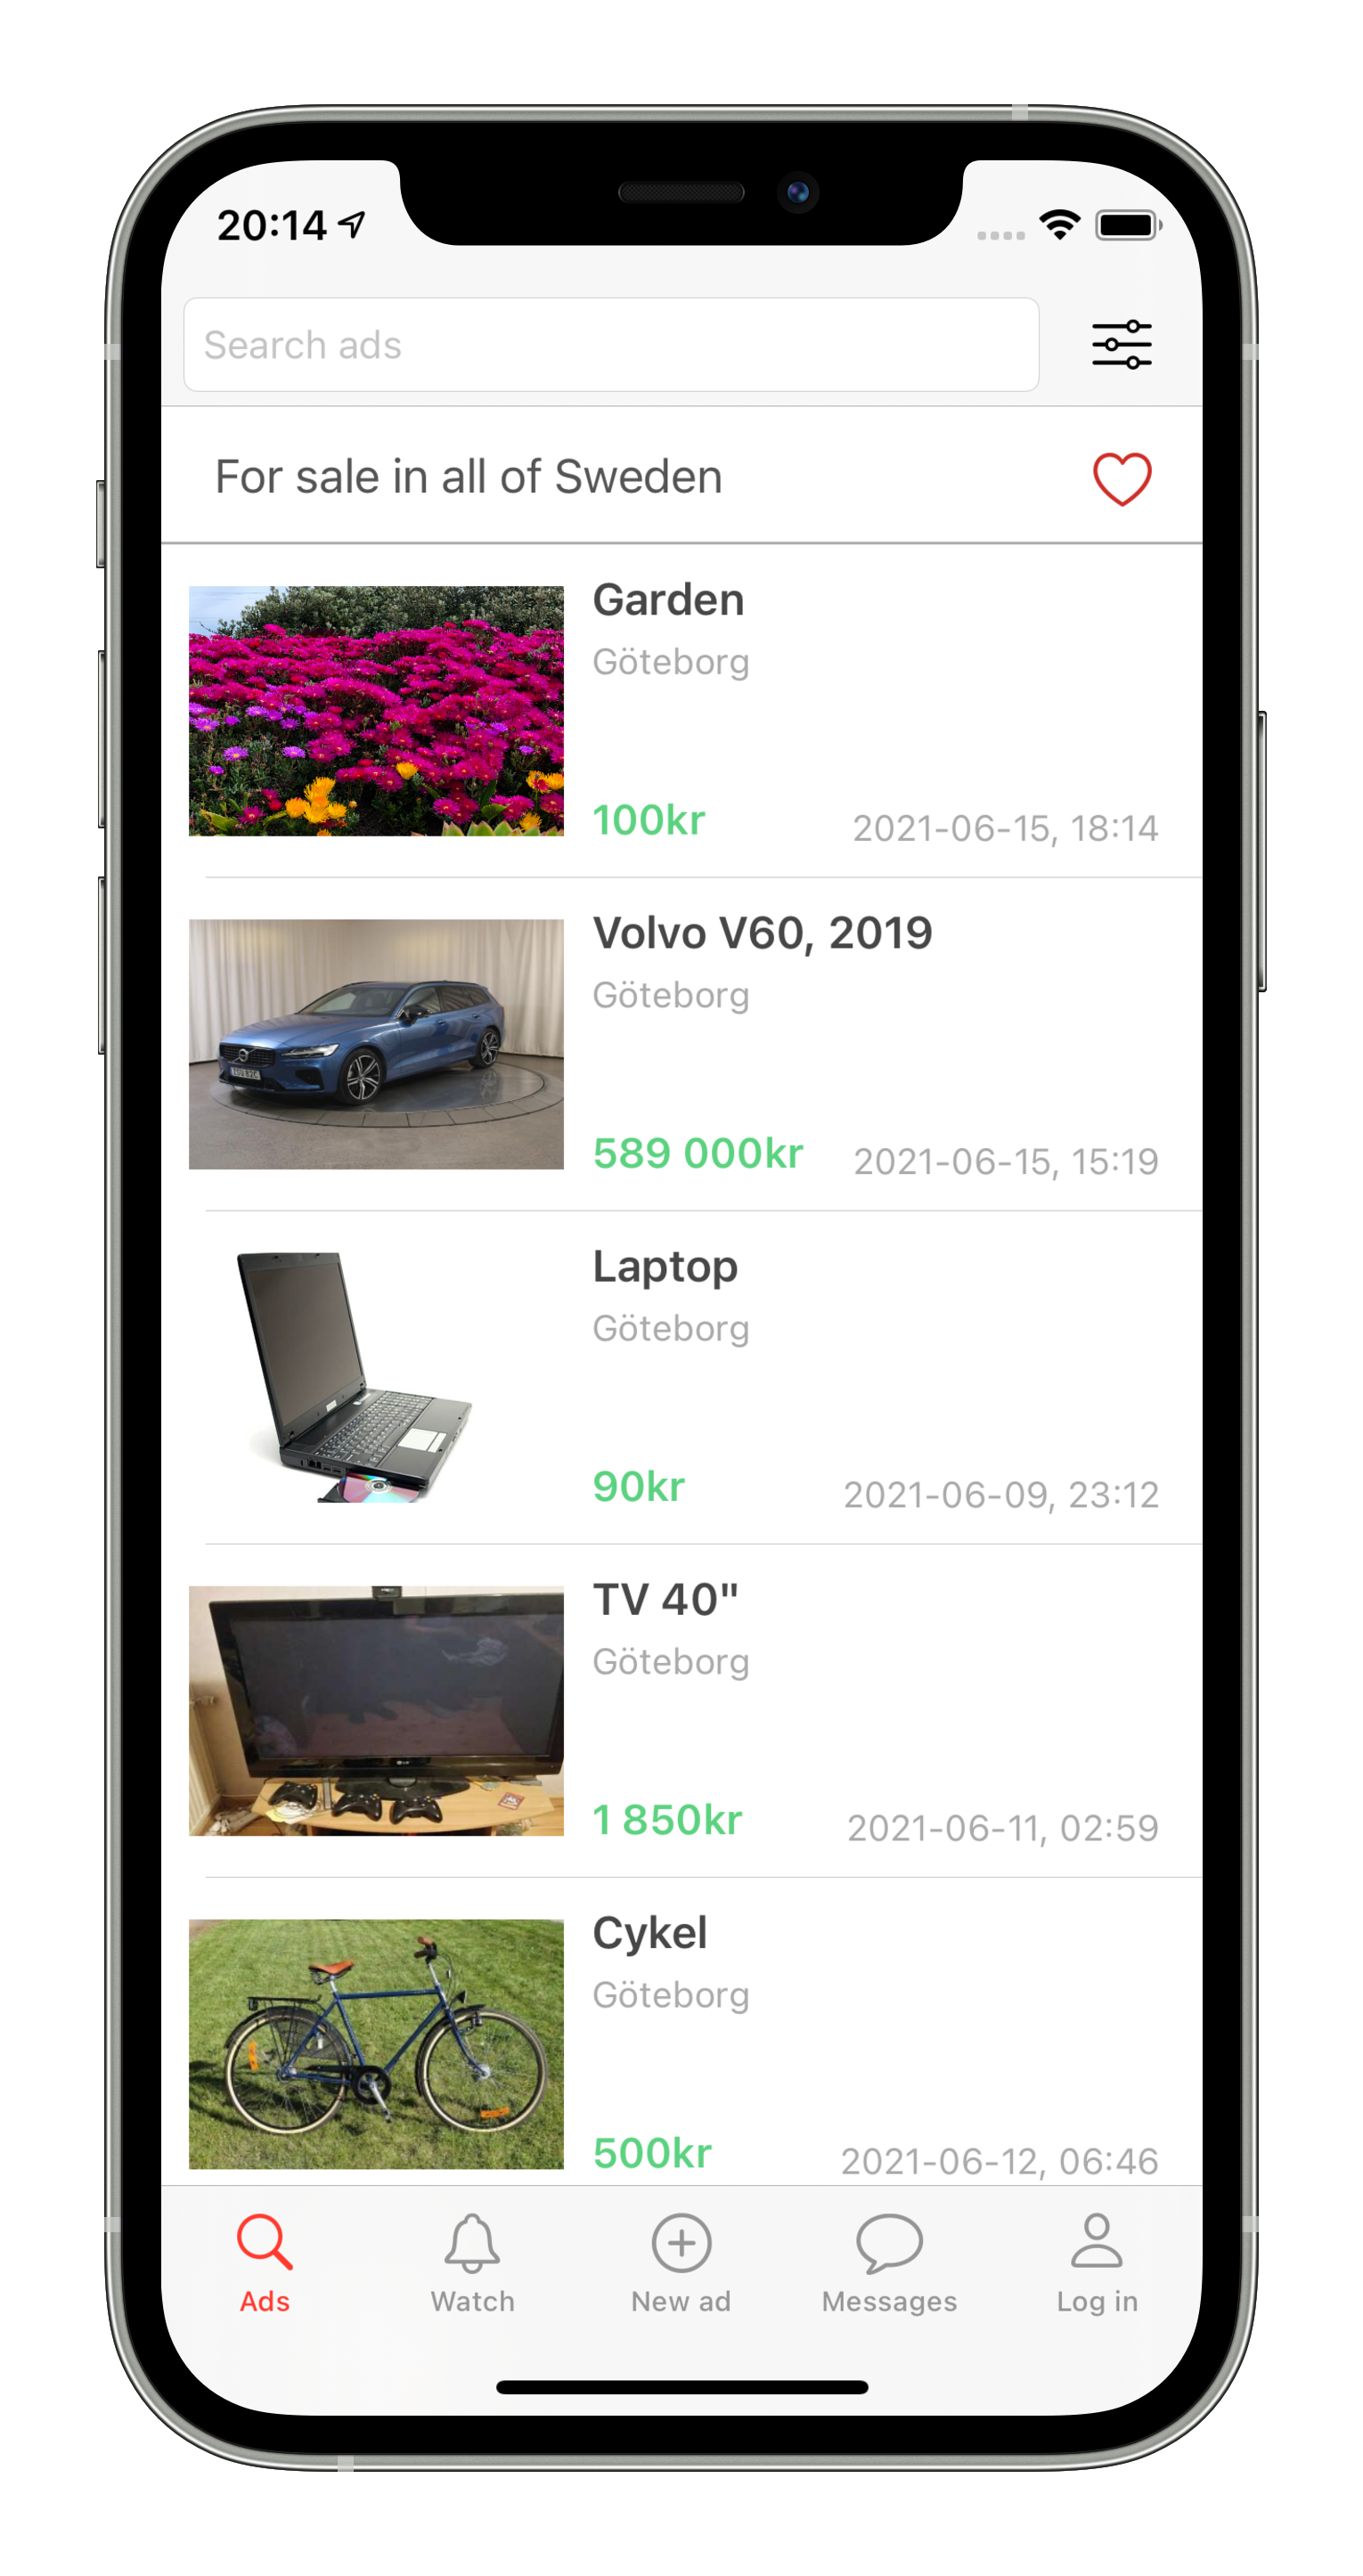 20:14
Search ads
For sale in all of Sweden
Garden
Göteborg
100kr 2021-06-15, 18:14
Volvo V60, 2019
Göteborg
589 000kr 2021-06-15, 15:19
Laptop
Göteborg
90kr 2021-06-09, 23:12
TV 40"
Göteborg
1 850kr 2021-06-11, 02:59
Cykel
Göteborg
500kr 2021-06-12, 06:46
Ads Watch New ad Messages Log in